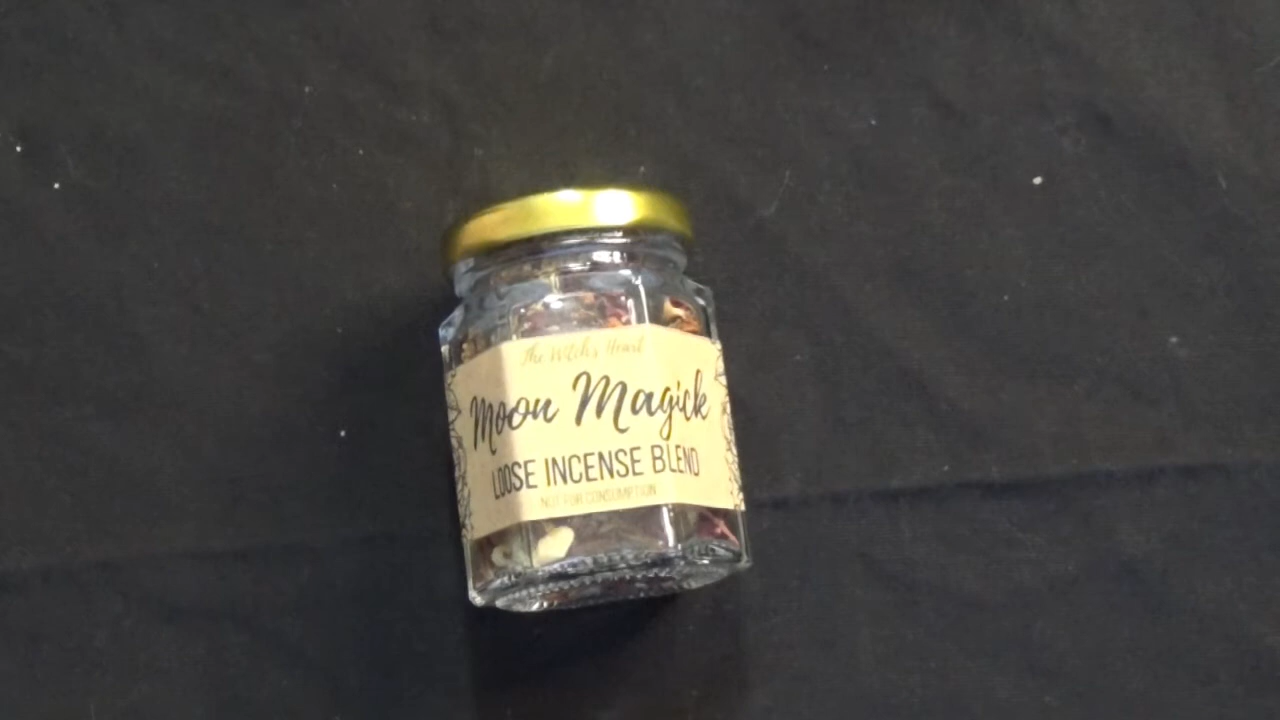 The Witch's Heart
Moon Magick
LOOSE INCENSE BLEND
NOT FOR CONSUMPTION